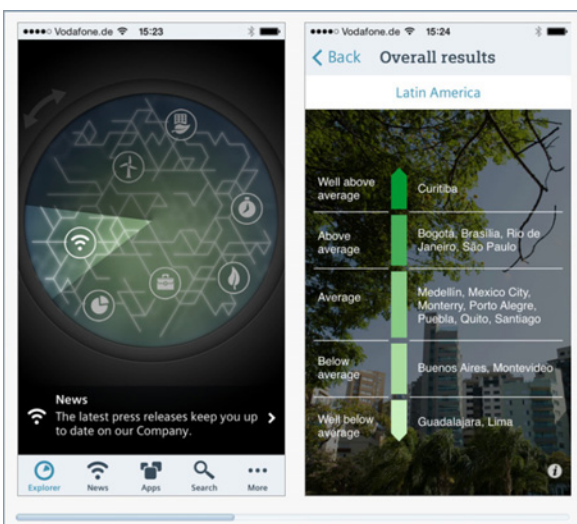 Vodafone.de 15:23
News
The latest press releases keep you up
to date on our Company.
Explorer News Apps Search More
Vodafone.de 15:24
Back Overall results
Latin America
Well above
average
Curitiba
Above
average
Bogotá, Brasília, Rio de
Janeiro, São Paulo
Average
Medellín, Mexico City,
Monterry, Porto Alegre,
Puebla, Quito, Santiago
Below
average
Buenos Aires, Montevideo
Well below
average
Guadalajara, Lima